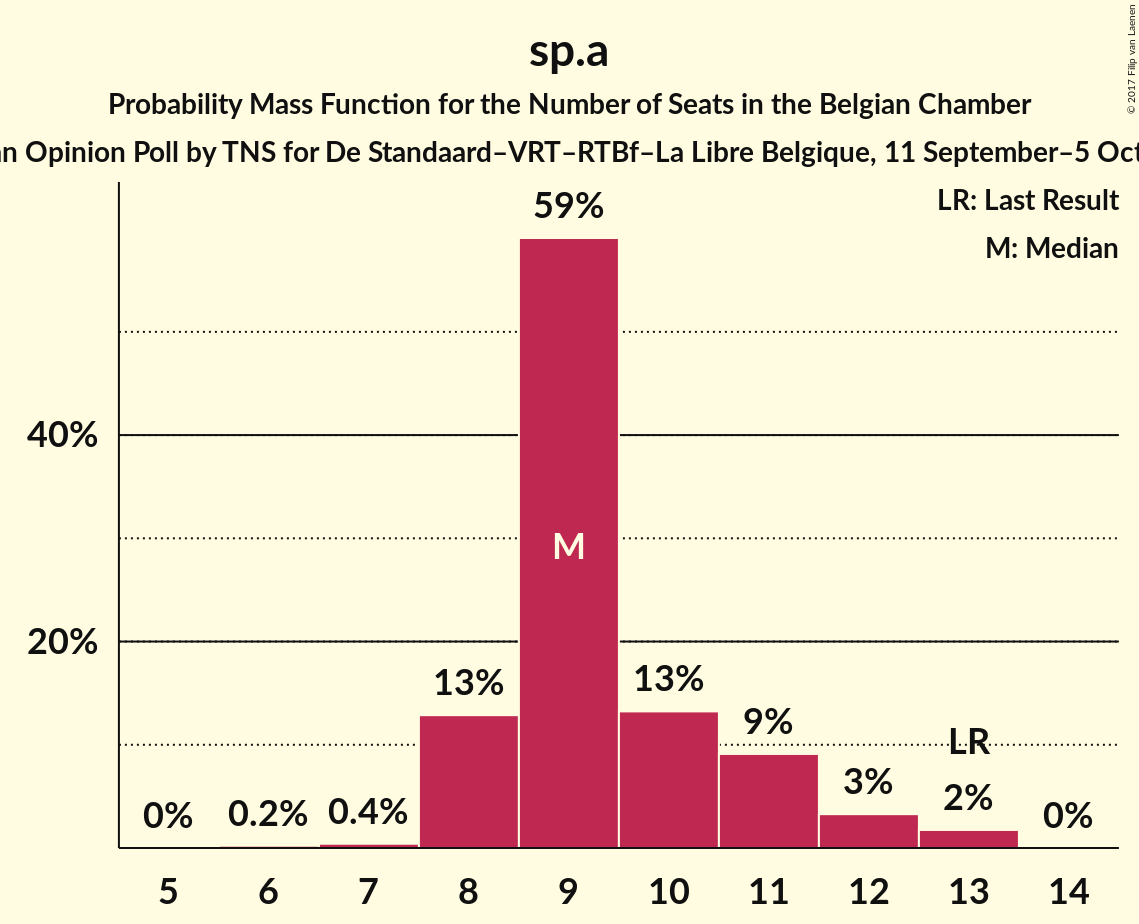 sp.a
Probability Mass Function for the Number of Seats in the Belgian Chamber
n Opinion Poll by TNS for De Standaard–VRT–RTBf–La Libre Belgique, 11 September–5 Oct
© 2017 Filip van Laenen
LR: Last Result
M: Median
59%
40%
M
20%
13%
13%
9%
LR
3%
2%
0%
0.2%
0.4%
0%
5 6 7 8 9 10 11 12 13 14